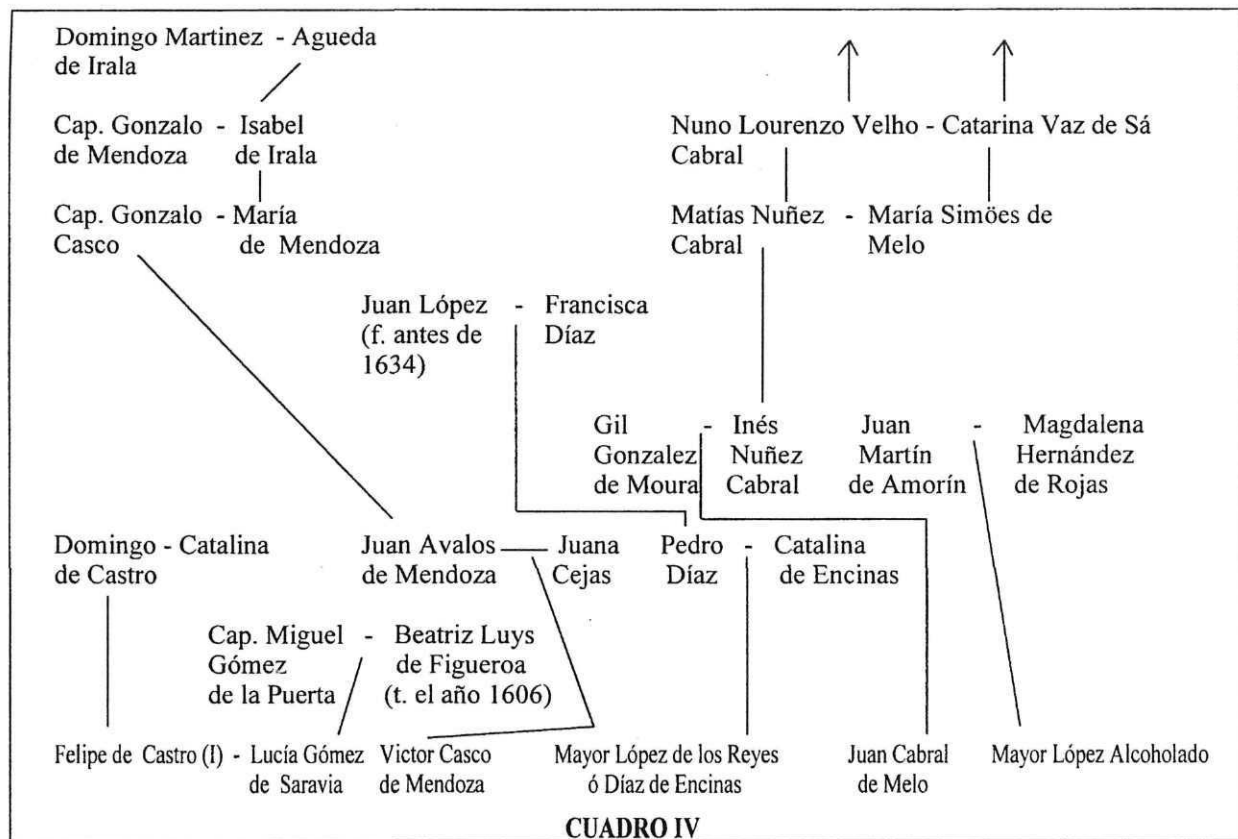 Domingo Martinez - Agueda
de Irala
Cap. Gonzalo - Isabel
de Mendoza de Irala
Nuno Lourenzo Velho - Catarina Vaz de Sá
Cabral
Cap. Gonzalo - María
Casco de Mendoza
Matías Nuñez - María Simöes de
Cabral Melo
Juan López - Francisca
(f. antes de Díaz
1634)
Gil - Inés Juan - Magdalena
Gonzalez Nuñez Martín Hernández
de Moura Cabral de Amorín de Rojas
Domingo - Catalina
de Castro
Juan Avalos Juana
de Mendoza Cejas
Pedro - Catalina
Díaz de Encinas
Cap. Miguel - Beatriz Luys
Gómez de Figueroa
de la Puerta (t. el año 1606)
Felipe de Castro (I) - Lucía Gómez
de Saravia
Victor Casco
de Mendoza
Mayor López de los Reyes
ó Díaz de Encinas
Juan Cabral
de Melo
Mayor López Alcoholado
CUADRO IV